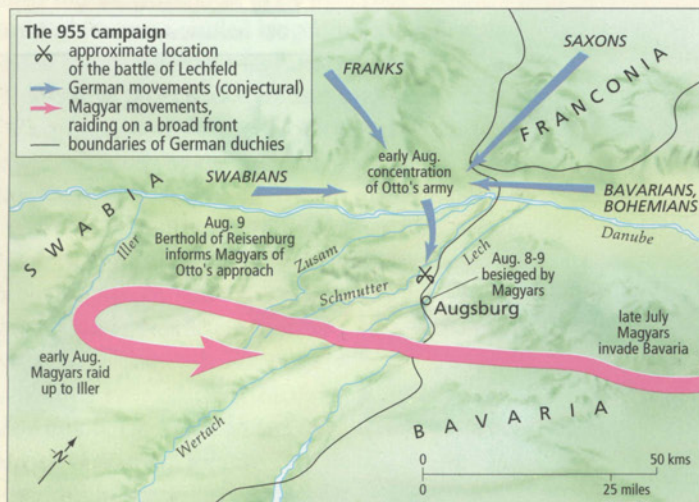 The 955 campaign
approximate location
of the battle of Lechfeld
German movements (conjectural)
Magyar movements,
raiding on a broad front
boundaries of German duchies
FRANKS
SAXONS
FRANCONIA
early Aug.
concentration
of Otto's army
SWABIANS
BAVARIANS,
BOHEMIANS
SWABIA
Iller
Aug. 9
Berthold of Reisenburg
informs Magyars of
Otto's approach
Zusam
Danube
Lech
Aug. 8-9
besieged by
Magyars
Schmutter
Augsburg
late July
Magyars
invade Bavaria
early Aug.
Magyars raid
up to Iller
Wertach
BAVARIA
N
0 50 kms
0 25 miles